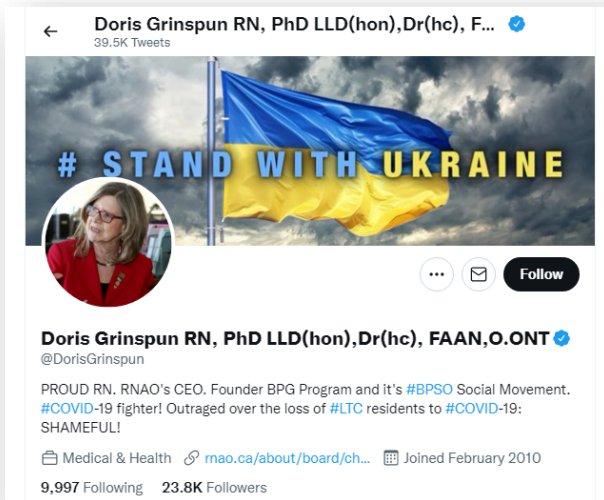 Doris Grinspun RN, PhD LLD(hon),Dr(hc), F...
39.5K Tweets
# STAND WITH UKRAINE
Follow
Doris Grinspun RN, PhD LLD(hon),Dr(hc), FAAN,O.ONT
@DorisGrinspun
PROUD RN. RNAO's CEO. Founder BPG Program and it's #BPSO Social Movement.
#COVID-19 fighter! Outraged over the loss of #LTC residents to #COVID-19:
SHAMEFUL!
Medical & Health rnao.ca/about/board/ch... Joined February 2010
9,997 Following 23.8K Followers